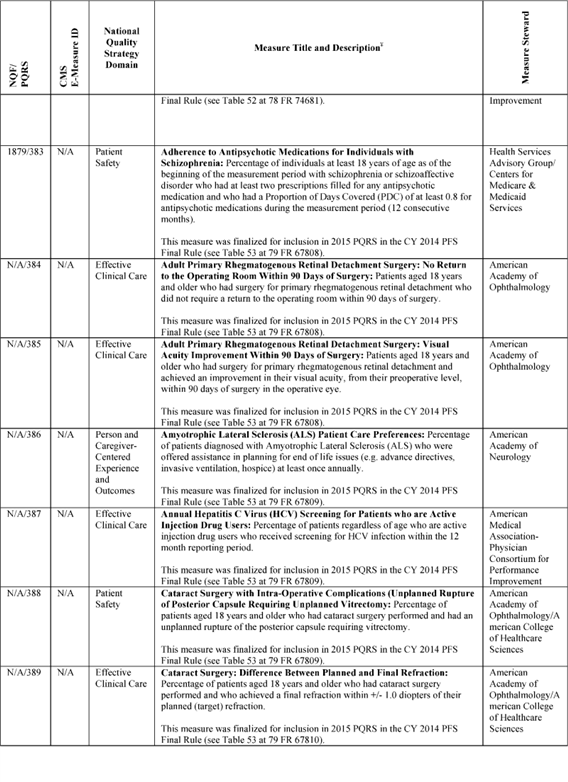 NQF/
PQRS
CMS
E-Measure ID
National
Quality
Strategy
Domain
Measure Title and Description¥
Measure Steward
Final Rule (see Table 52 at 78 FR 74681).
Improvement
1879/383
N/A
Patient
Safety
Adherence to Antipsychotic Medications for Individuals with
Schizophrenia: Percentage of individuals at least 18 years of age as of the
beginning of the measurement period with schizophrenia or schizoaffective
disorder who had at least two prescriptions filled for any antipsychotic
medication and who had a Proportion of Days Covered (PDC) of at least 0.8 for
antipsychotic medications during the measurement period (12 consecutive
months).
This measure was finalized for inclusion in 2015 PQRS in the CY 2014 PFS
Final Rule (see Table 53 at 79 FR 67808).
Health Services
Advisory Group/
Centers for
Medicare &
Medicaid
Services
N/A/384
N/A
Effective
Clinical Care
Adult Primary Rhegmatogenous Retinal Detachment Surgery: No Return
to the Operating Room Within 90 Days of Surgery: Patients aged 18 years
and older who had surgery for primary rhegmatogenous retinal detachment who
did not require a return to the operating room within 90 days of surgery.
This measure was finalized for inclusion in 2015 PQRS in the CY 2014 PFS
Final Rule (see Table 53 at 79 FR 67808).
American
Academy of
Ophthalmology
N/A/385
N/A
Effective
Clinical Care
Adult Primary Rhegmatogenous Retinal Detachment Surgery: Visual
Acuity Improvement Within 90 Days of Surgery: Patients aged 18 years and
older who had surgery for primary rhegmatogenous retinal detachment and
achieved an improvement in their visual acuity, from their preoperative level,
within 90 days of surgery in the operative eye.
This measure was finalized for inclusion in 2015 PQRS in the CY 2014 PFS
Final Rule (see Table 53 at 79 FR 67808).
American
Academy of
Ophthalmology
N/A/386
N/A
Person and
Caregiver-
Centered
Experience
and
Outcomes
Amyotrophic Lateral Sclerosis (ALS) Patient Care Preferences: Percentage
of patients diagnosed with Amyotrophic Lateral Sclerosis (ALS) who were
offered assistance in planning for end of life issues (e.g. advance directives,
invasive ventilation, hospice) at least once annually.
This measure was finalized for inclusion in 2015 PQRS in the CY 2014 PFS
Final Rule (see Table 53 at 79 FR 67809).
American
Academy of
Neurology
N/A/387
N/A
Effective
Clinical Care
Annual Hepatitis C Virus (HCV) Screening for Patients who are Active
Injection Drug Users: Percentage of patients regardless of age who are active
injection drug users who received screening for HCV infection within the 12
month reporting period.
This measure was finalized for inclusion in 2015 PQRS in the CY 2014 PFS
Final Rule (see Table 53 at 79 FR 67809).
American
Medical
Association-
Physician
Consortium for
Performance
Improvement
N/A/388
N/A
Patient
Safety
Cataract Surgery with Intra-Operative Complications (Unplanned Rupture
of Posterior Capsule Requiring Unplanned Vitrectomy: Percentage of
patients aged 18 years and older who had cataract surgery performed and had an
unplanned rupture of the posterior capsule requiring vitrectomy.
This measure was finalized for inclusion in 2015 PQRS in the CY 2014 PFS
Final Rule (see Table 53 at 79 FR 67809).
American
Academy of
Ophthalmology/A
merican College
of Healthcare
Sciences
N/A/389
N/A
Effective
Clinical Care
Cataract Surgery: Difference Between Planned and Final Refraction:
Percentage of patients aged 18 years and older who had cataract surgery
performed and who achieved a final refraction within +/- 1.0 diopters of their
planned (target) refraction.
This measure was finalized for inclusion in 2015 PQRS in the CY 2014 PFS
Final Rule (see Table 53 at 79 FR 67810).
American
Academy of
Ophthalmology/A
merican College
of Healthcare
Sciences